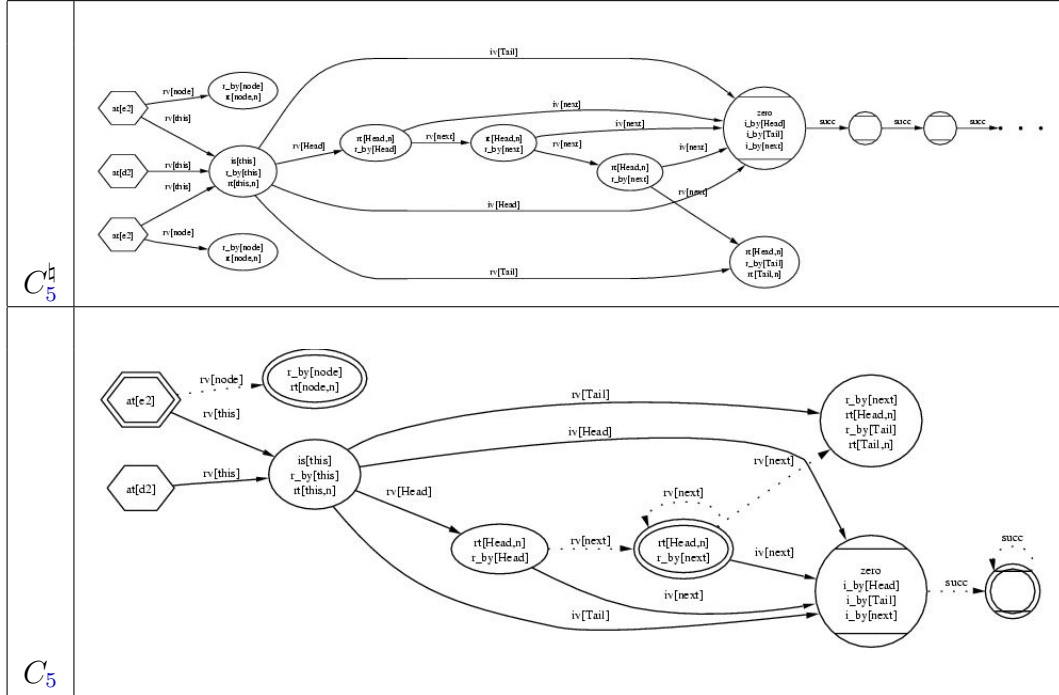 iv[Tail]
rv[node]
r_by[node]
rt[node,n]
at[e2]
rv[this]
zero
i_by[Head]
i_by[Tail]
i_by[next]
iv[next]
rv[Head]
rt[Head,n]
r_by[Head]
rv[next]
rt[Head,n]
r_by[next]
iv[next]
succ
succ
succ
. . .
rv[next]
iv[next]
at[d2]
rv[this]
is[this]
r_by[this]
rt[this,n]
rt[Head,n]
r_by[next]
rv[this]
rv[next]
iv[Head]
at[e2]
rv[node]
r_by[node]
rt[node,n]
rv[Tail]
rt[Head,n]
r_by[Tail]
rt[Tail,n]
C₅♮
rv[node]
r_by[node]
rt[node,n]
at[e2]
rv[this]
rv[Tail]
r_by[next]
rt[Head,n]
r_by[Tail]
rt[Tail,n]
iv[Head]
at[d2]
rv[this]
is[this]
r_by[this]
rt[this,n]
rv[next]
rv[Head]
rv[next]
rt[Head,n]
r_by[Head]
rv[next]
rt[Head,n]
r_by[next]
iv[next]
succ
zero
i_by[Head]
i_by[Tail]
i_by[next]
succ
iv[next]
iv[Tail]
C₅